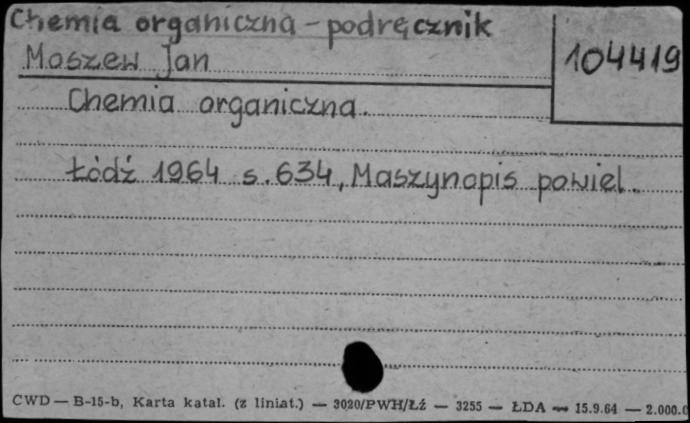 Chemia organiczna - podręcznik
Moszew Jan
104419
Chemia organiczna.
Łódź 1964 s. 634, Maszynopis powiel.
CWD — B-15-b, Karta katal. (z liniat.) — 3020/PWH/Łź — 3255 — ŁDA — 15.9.64 — 2.000.0